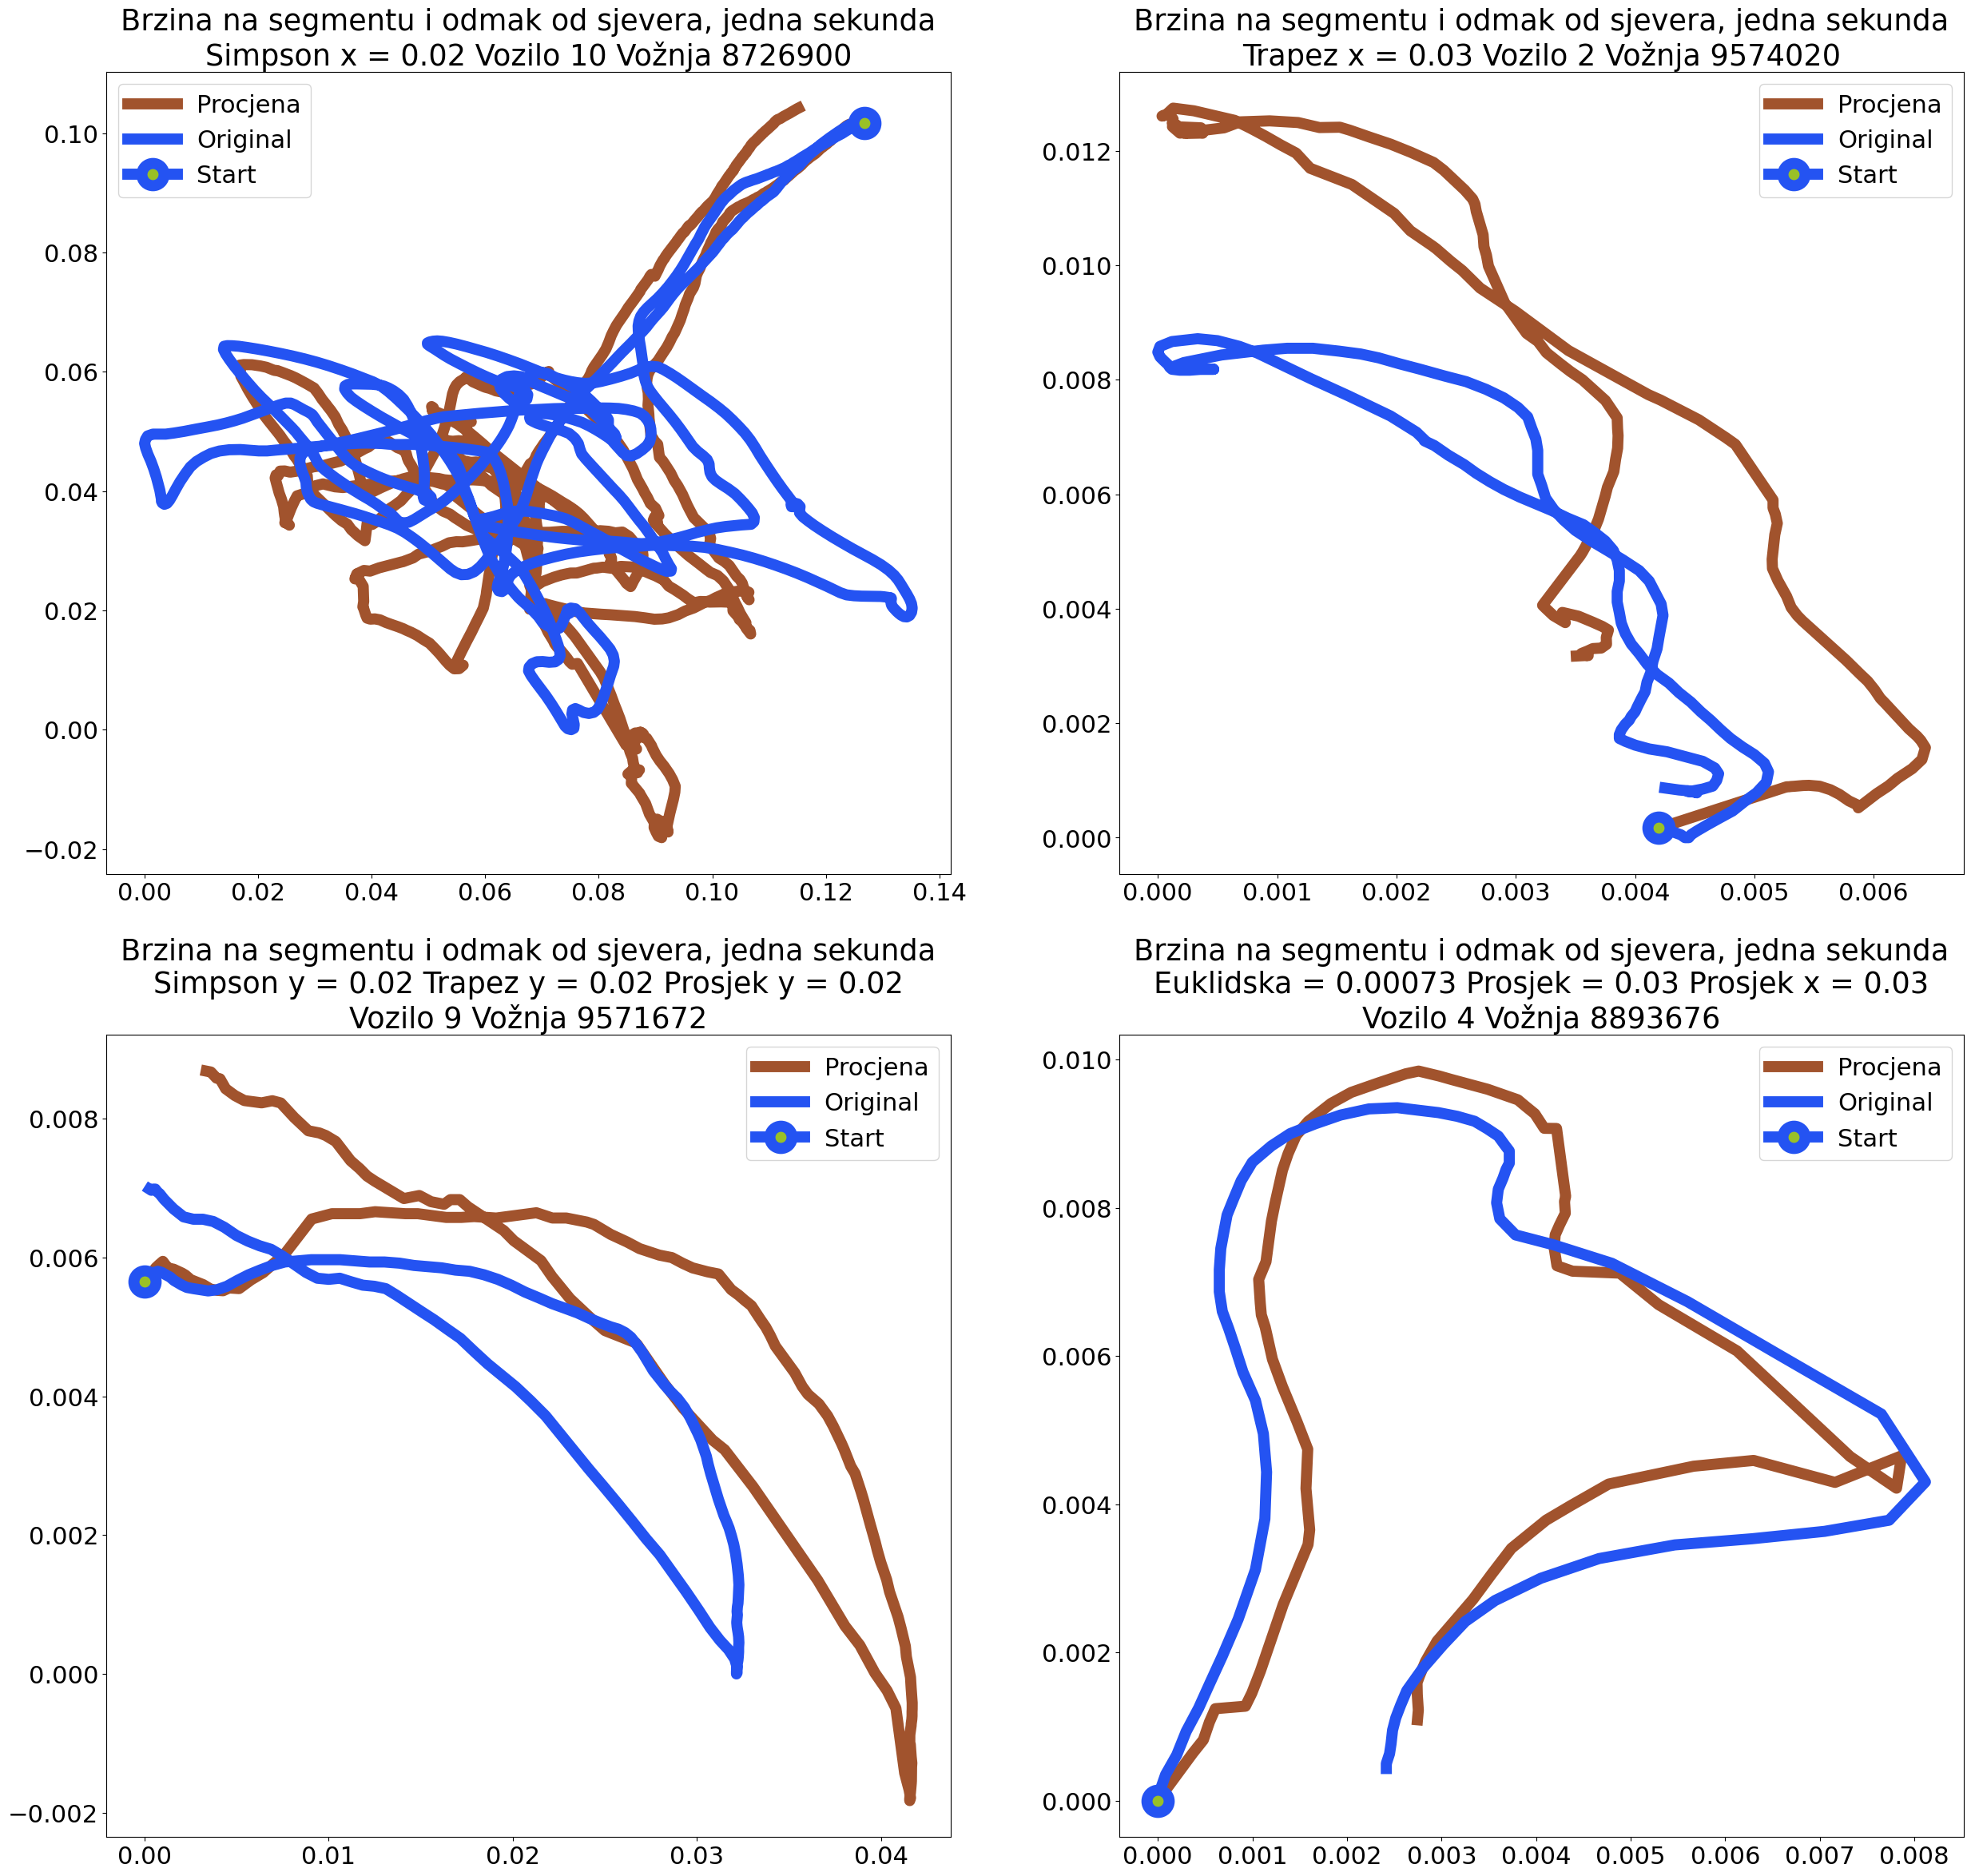 Brzina na segmentu i odmak od sjevera, jedna sekunda
Simpson x = 0.02 Vozilo 10 Vožnja 8726900
Procjena
Original
Start
0.10
0.08
0.06
0.04
0.02
0.00
−0.02
0.00 0.02 0.04 0.06 0.08 0.10 0.12 0.14
Brzina na segmentu i odmak od sjevera, jedna sekunda
Trapez x = 0.03 Vozilo 2 Vožnja 9574020
Procjena
Original
Start
0.012
0.010
0.008
0.006
0.004
0.002
0.000
0.000 0.001 0.002 0.003 0.004 0.005 0.006
Brzina na segmentu i odmak od sjevera, jedna sekunda
Simpson y = 0.02 Trapez y = 0.02 Prosjek y = 0.02
Vozilo 9 Vožnja 9571672
Procjena
Original
Start
0.008
0.006
0.004
0.002
0.000
−0.002
0.00 0.01 0.02 0.03 0.04
Brzina na segmentu i odmak od sjevera, jedna sekunda
Euklidska = 0.00073 Prosjek = 0.03 Prosjek x = 0.03
Vozilo 4 Vožnja 8893676
Procjena
Original
Start
0.010
0.008
0.006
0.004
0.002
0.000
0.000 0.001 0.002 0.003 0.004 0.005 0.006 0.007 0.008